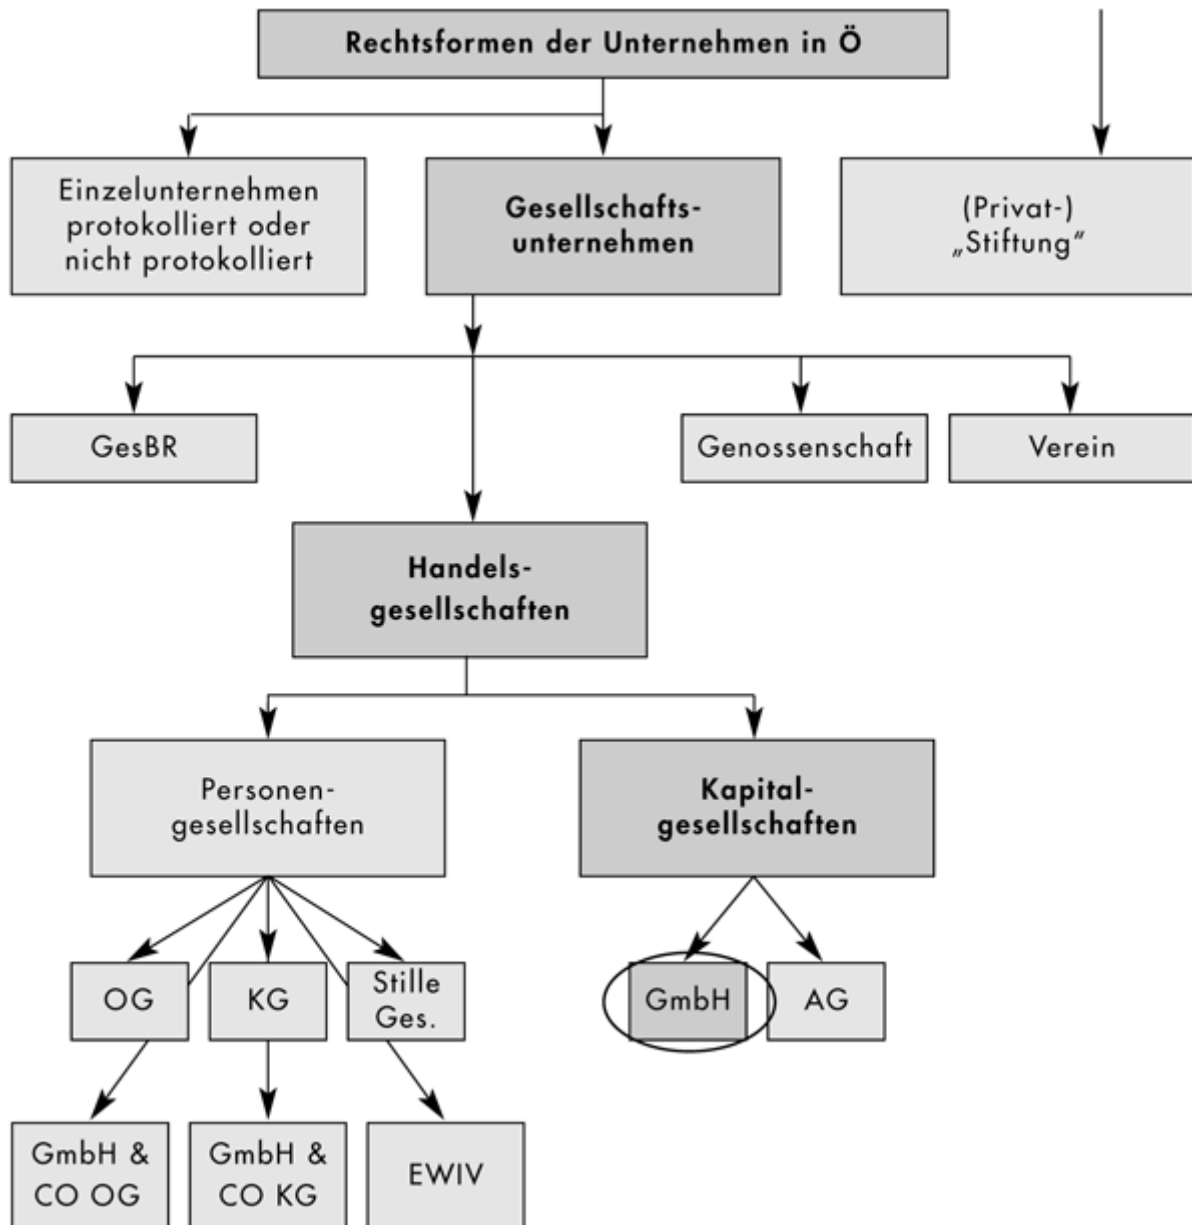 Rechtsformen der Unternehmen in Ö
Einzelunternehmen
protokolliert oder
nicht protokolliert
Gesellschafts-
unternehmen
(Privat-)
„Stiftung“
GesBR
Genossenschaft
Verein
Handels-
gesellschaften
Personen-
gesellschaften
Kapital-
gesellschaften
OG
KG
Stille
Ges.
GmbH
AG
GmbH &
CO OG
GmbH &
CO KG
EWIV